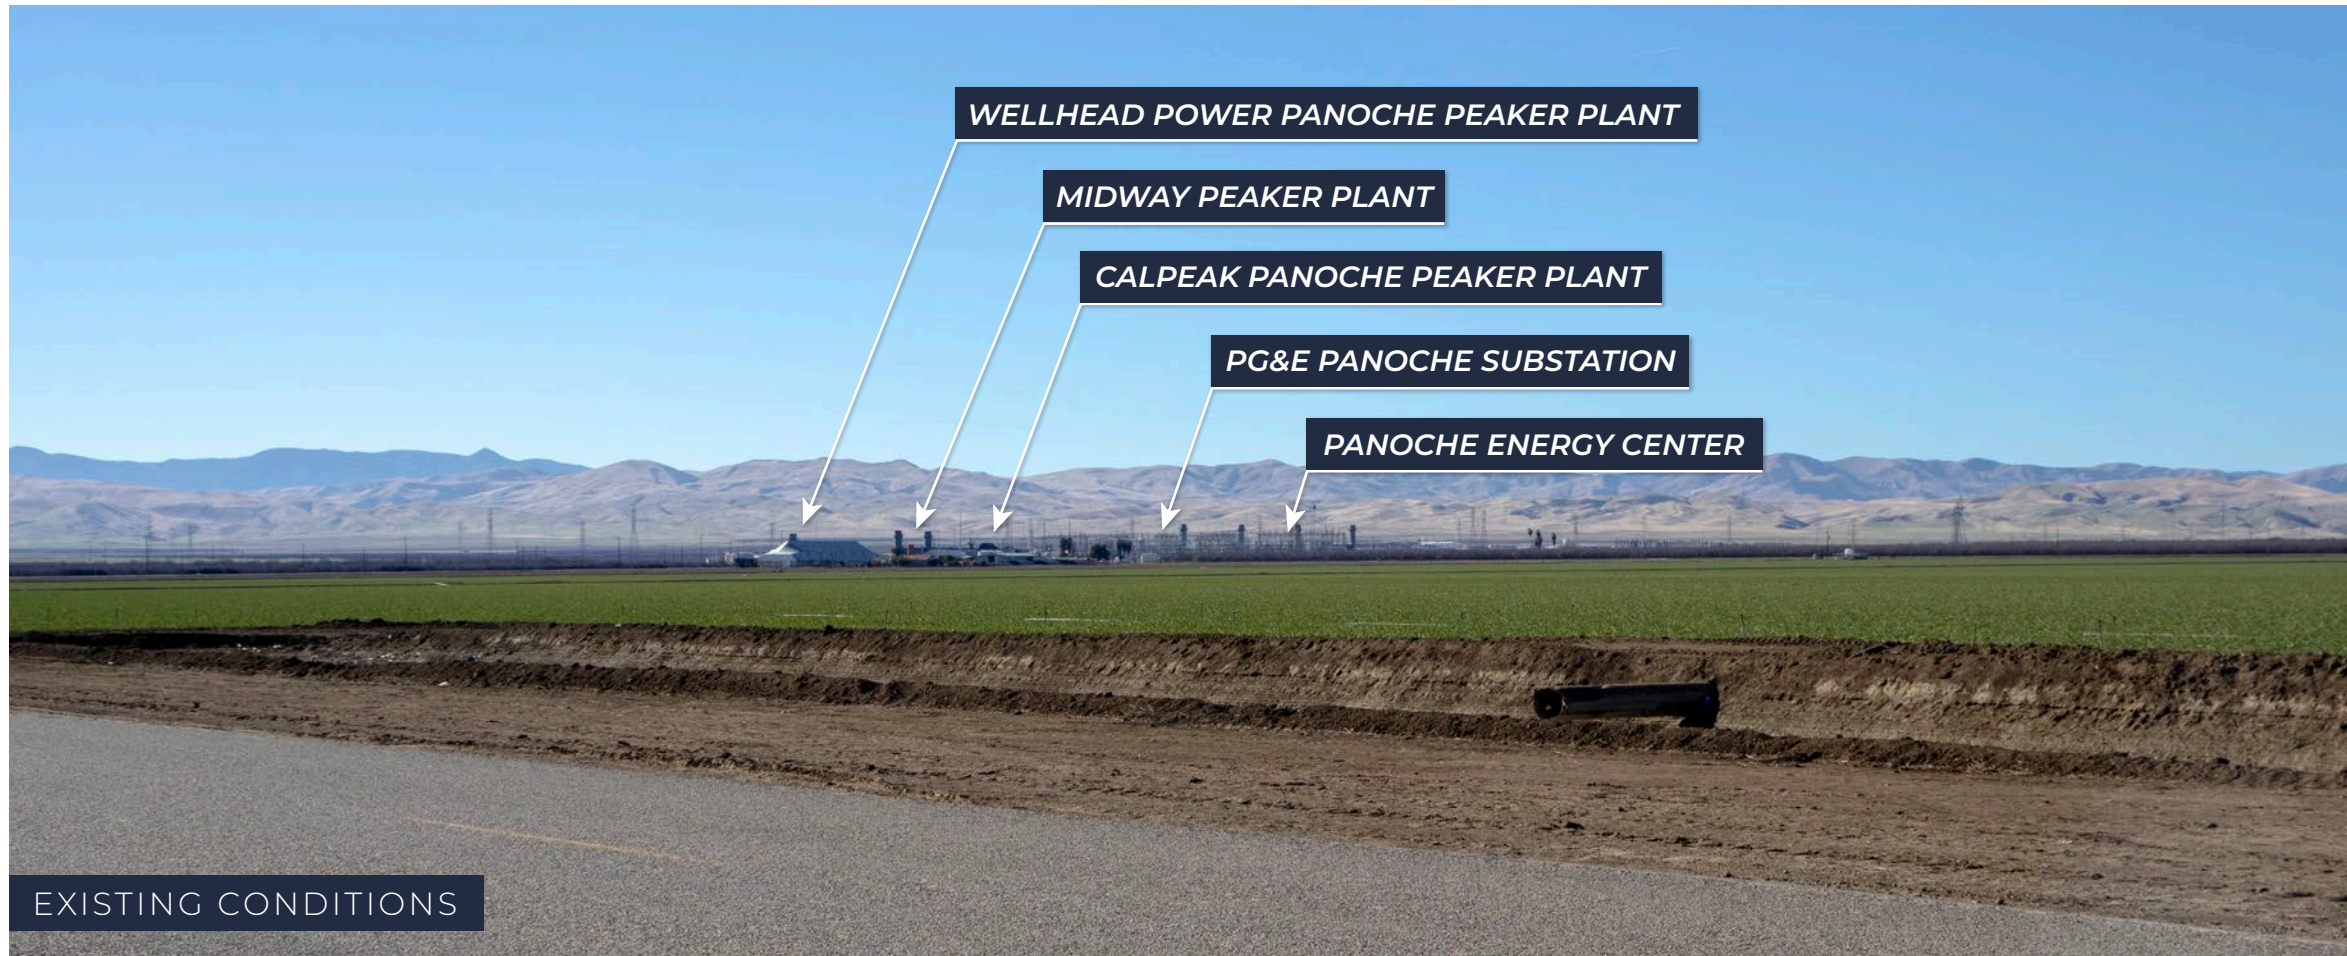 WELLHEAD POWER PANOCHE PEAKER PLANT
MIDWAY PEAKER PLANT
CALPEAK PANOCHE PEAKER PLANT
PG&E PANOCHE SUBSTATION
PANOCHE ENERGY CENTER
EXISTING CONDITIONS